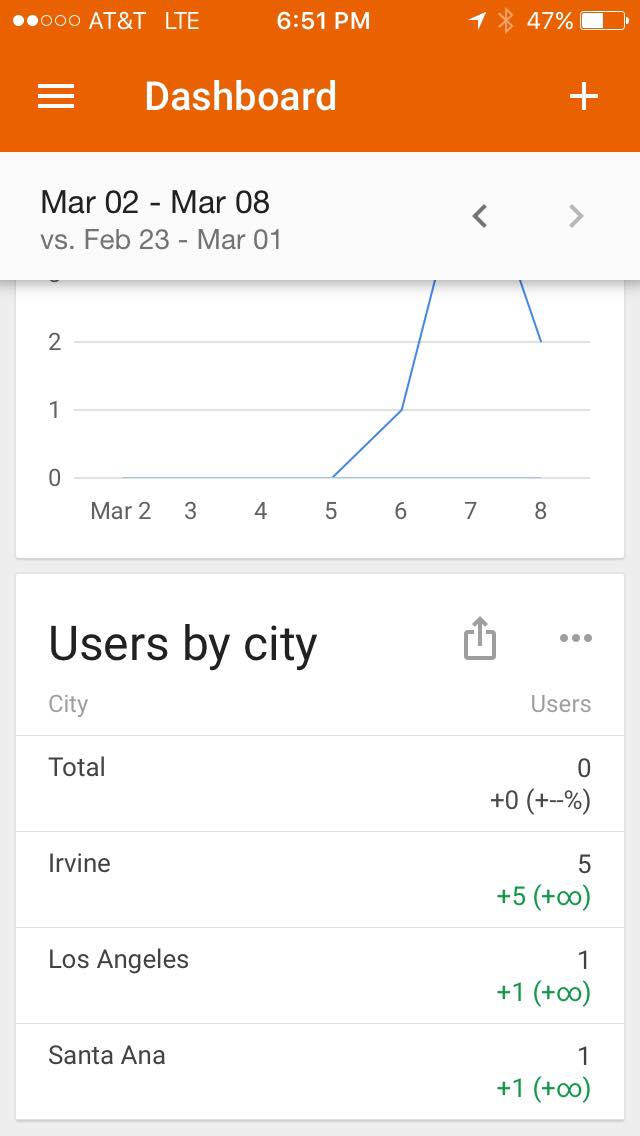 AT&T LTE 6:51 PM 47%
Dashboard
Mar 02 - Mar 08
vs. Feb 23 - Mar 01
2
1
0
Mar 2 3 4 5 6 7 8
Users by city
City Users
Total 0
+0 (+--%)
Irvine 5
+5 (+∞)
Los Angeles 1
+1 (+∞)
Santa Ana 1
+1 (+∞)